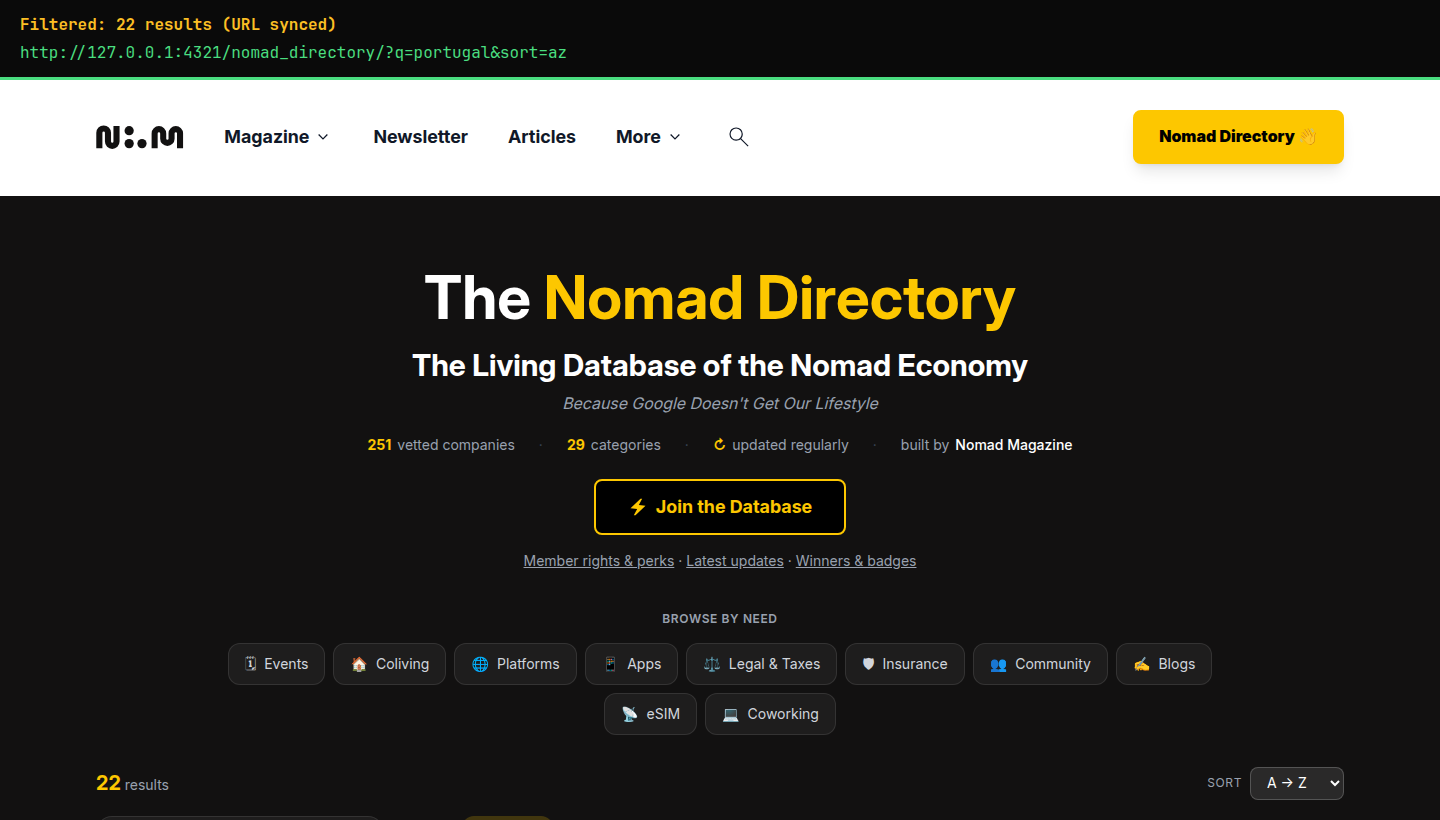 Filtered: 22 results (URL synced)
http://127.0.0.1:4321/nomad_directory/?q=portugal&sort=az
N:.M Magazine Newsletter Articles More Nomad Directory 👋
The Nomad Directory
The Living Database of the Nomad Economy
Because Google Doesn't Get Our Lifestyle
251 vetted companies · 29 categories · ↻ updated regularly · built by Nomad Magazine
⚡ Join the Database
Member rights & perks · Latest updates · Winners & badges
BROWSE BY NEED
Events Coliving Platforms Apps Legal & Taxes Insurance Community Blogs
eSIM Coworking
22 results SORT A → Z